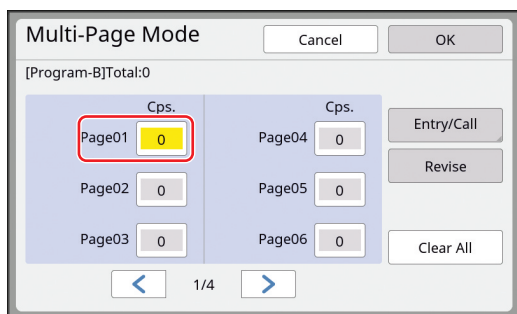 Multi-Page Mode Cancel OK
[Program-B]Total:0
Cps. Cps.
Page01 0 Page04 0 Entry/Call
Page02 0 Page05 0 Revise
Page03 0 Page06 0 Clear All
< 1/4 >